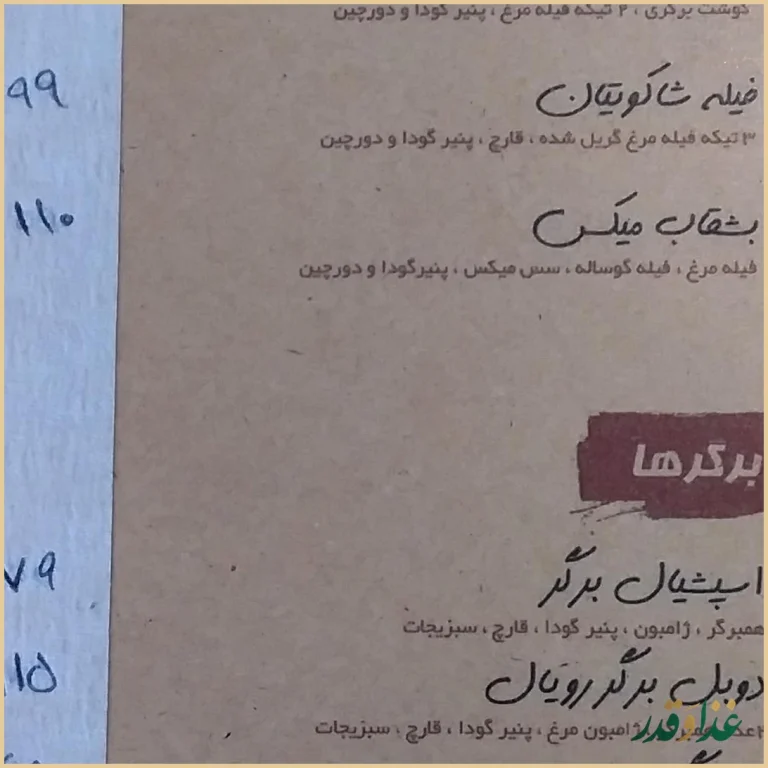 گوشت برگری ، ۲ تیکه فیله مرغ ، پنیر گودا و دورچین
فیله شاکوتیان ۹۹
۳ تیکه فیله مرغ گریل شده ، قارچ ، پنیر گودا و دورچین
بشقاب میکس ۱۱۰
فیله مرغ ، فیله گوساله ، سس میکس ، پنیرگودا و دورچین
برگرها
اسپشیال برگر ۷۹
همبرگر ، ژامبون ، پنیر گودا ، قارچ ، سبزیجات
دوبل برگر رویال
ژامبون مرغ ، پنیر گودا ، قارچ ، سبزیجات
غذا و قدر